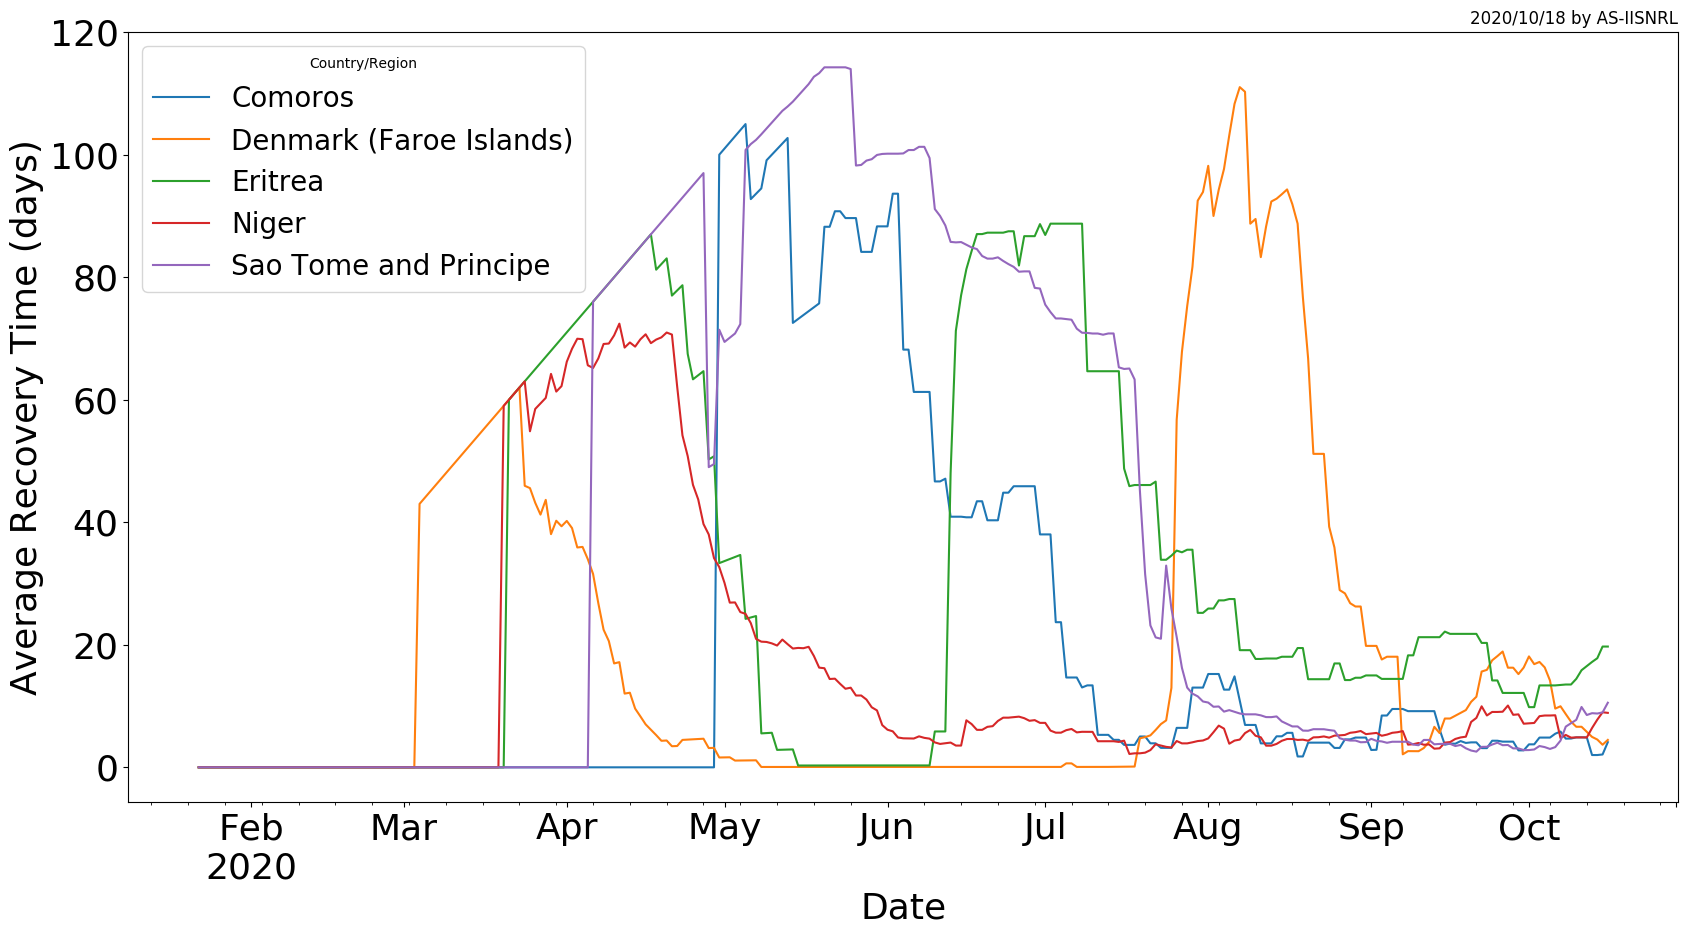 2020/10/18 by AS-IISNRL
120
100
80
60
40
20
0
Average Recovery Time (days)
Country/Region
Comoros
Denmark (Faroe Islands)
Eritrea
Niger
Sao Tome and Principe
Feb Mar Apr May Jun Jul Aug Sep Oct
2020
Date